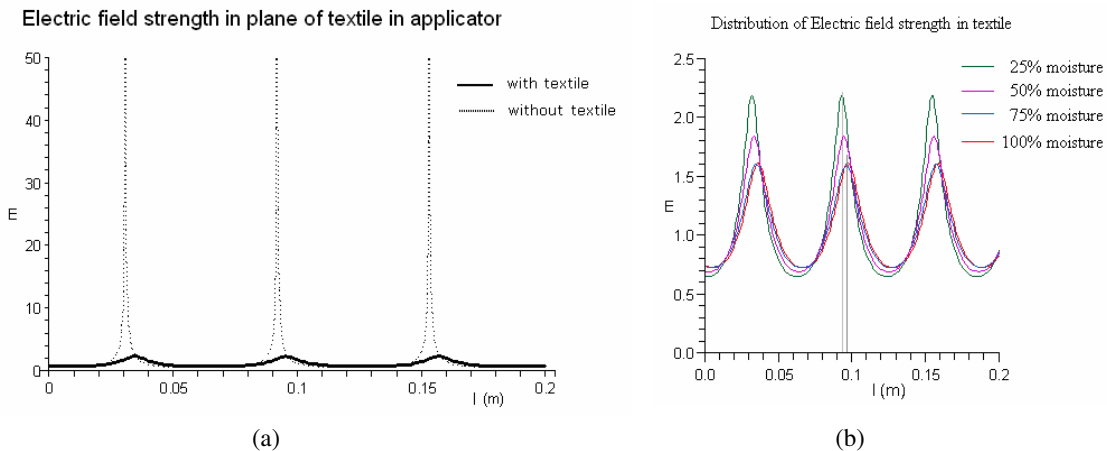 Electric field strength in plane of textile in applicator
50
40
30
E
20
10
0
0
0.05
0.1
0.15
0.2
l (m)
with textile
without textile
(a)
Distribution of Electric field strength in textile
2.5
2.0
1.5
E
1.0
0.5
0.0
0.0
0.05
0.1
0.15
0.2
l (m)
25% moisture
50% moisture
75% moisture
100% moisture
(b)